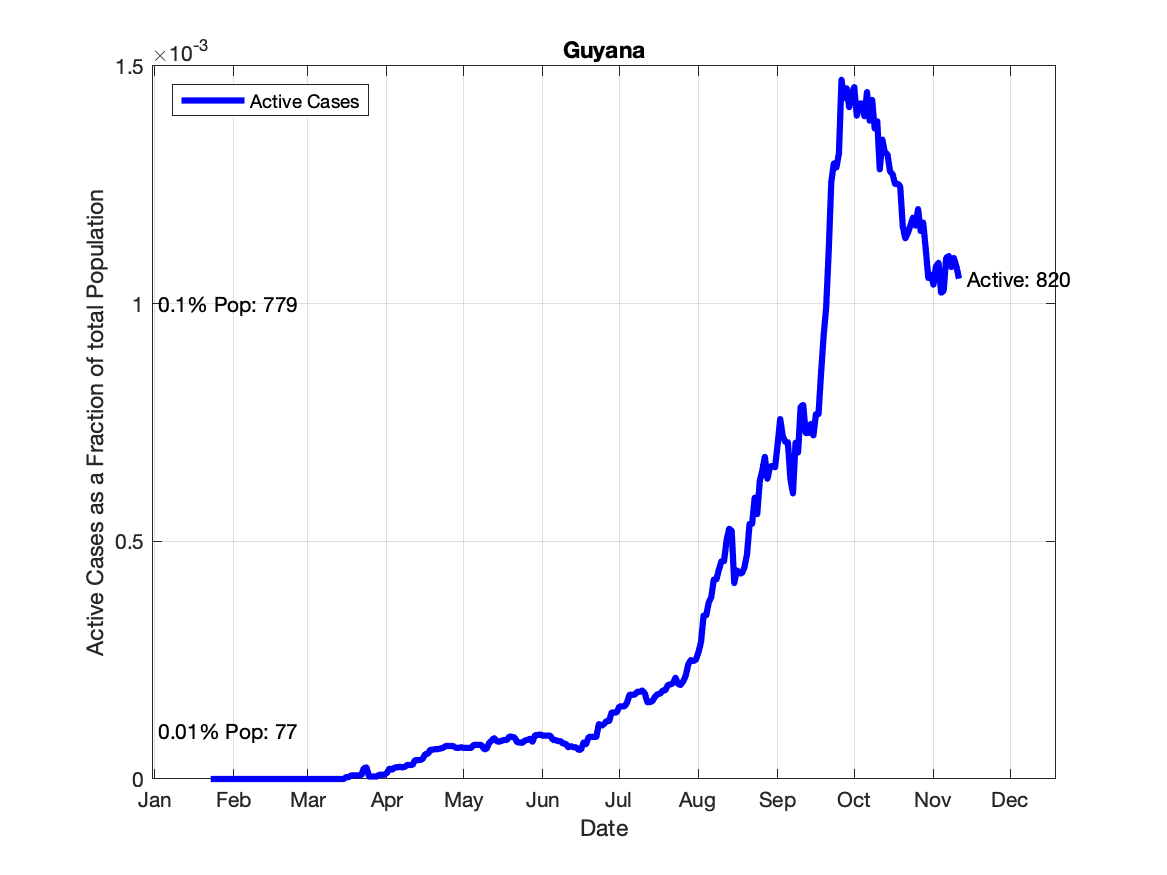 Guyana
×10-3
1.5
1
0.5
0
Active Cases
0.1% Pop: 779
0.01% Pop: 77
Active: 820
Active Cases as a Fraction of total Population
Jan Feb Mar Apr May Jun Jul Aug Sep Oct Nov Dec
Date